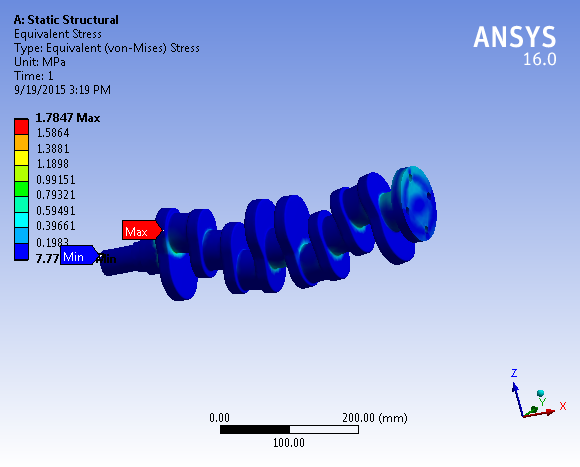 A: Static Structural
Equivalent Stress
Type: Equivalent (von-Mises) Stress
Unit: MPa
Time: 1
9/19/2015 3:19 PM
ANSYS
16.0
1.7847 Max
1.5864
1.3881
1.1898
0.99151
0.79321
0.59491
0.39661
0.1983
7.77
Max
Min
Z
Y
X
0.00
200.00 (mm)
100.00